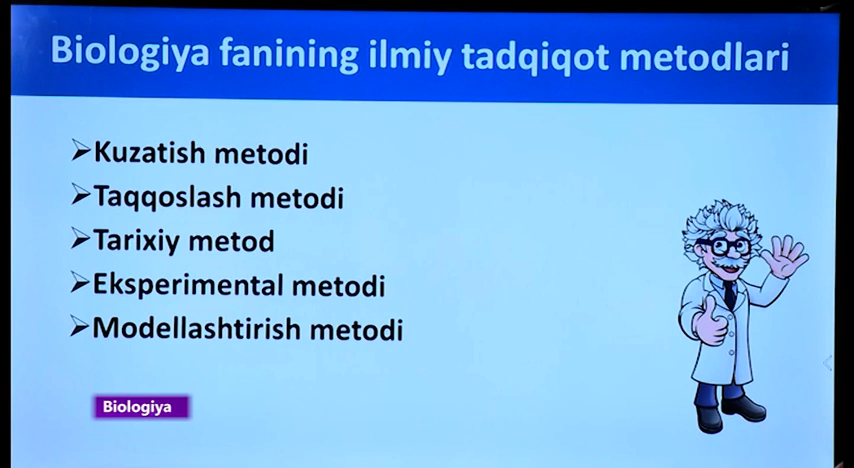 Biologiya fanining ilmiy tadqiqot metodlari
➢Kuzatish metodi
➢Taqqoslash metodi
➢Tarixiy metod
➢Eksperimental metodi
➢Modellashtirish metodi
Biologiya